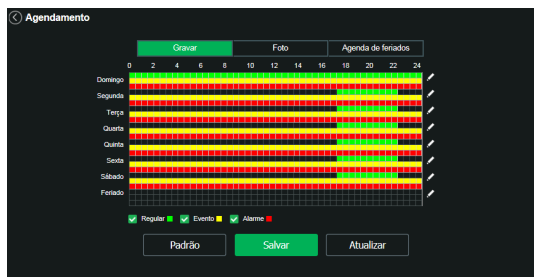 Agendamento
Gravar Foto Agenda de feriados
0 2 4 6 8 10 12 14 16 18 20 22 24
Domingo
Segunda
Terça
Quarta
Quinta
Sexta
Sábado
Feriado
Regular Evento Alarme
Padrão Salvar Atualizar